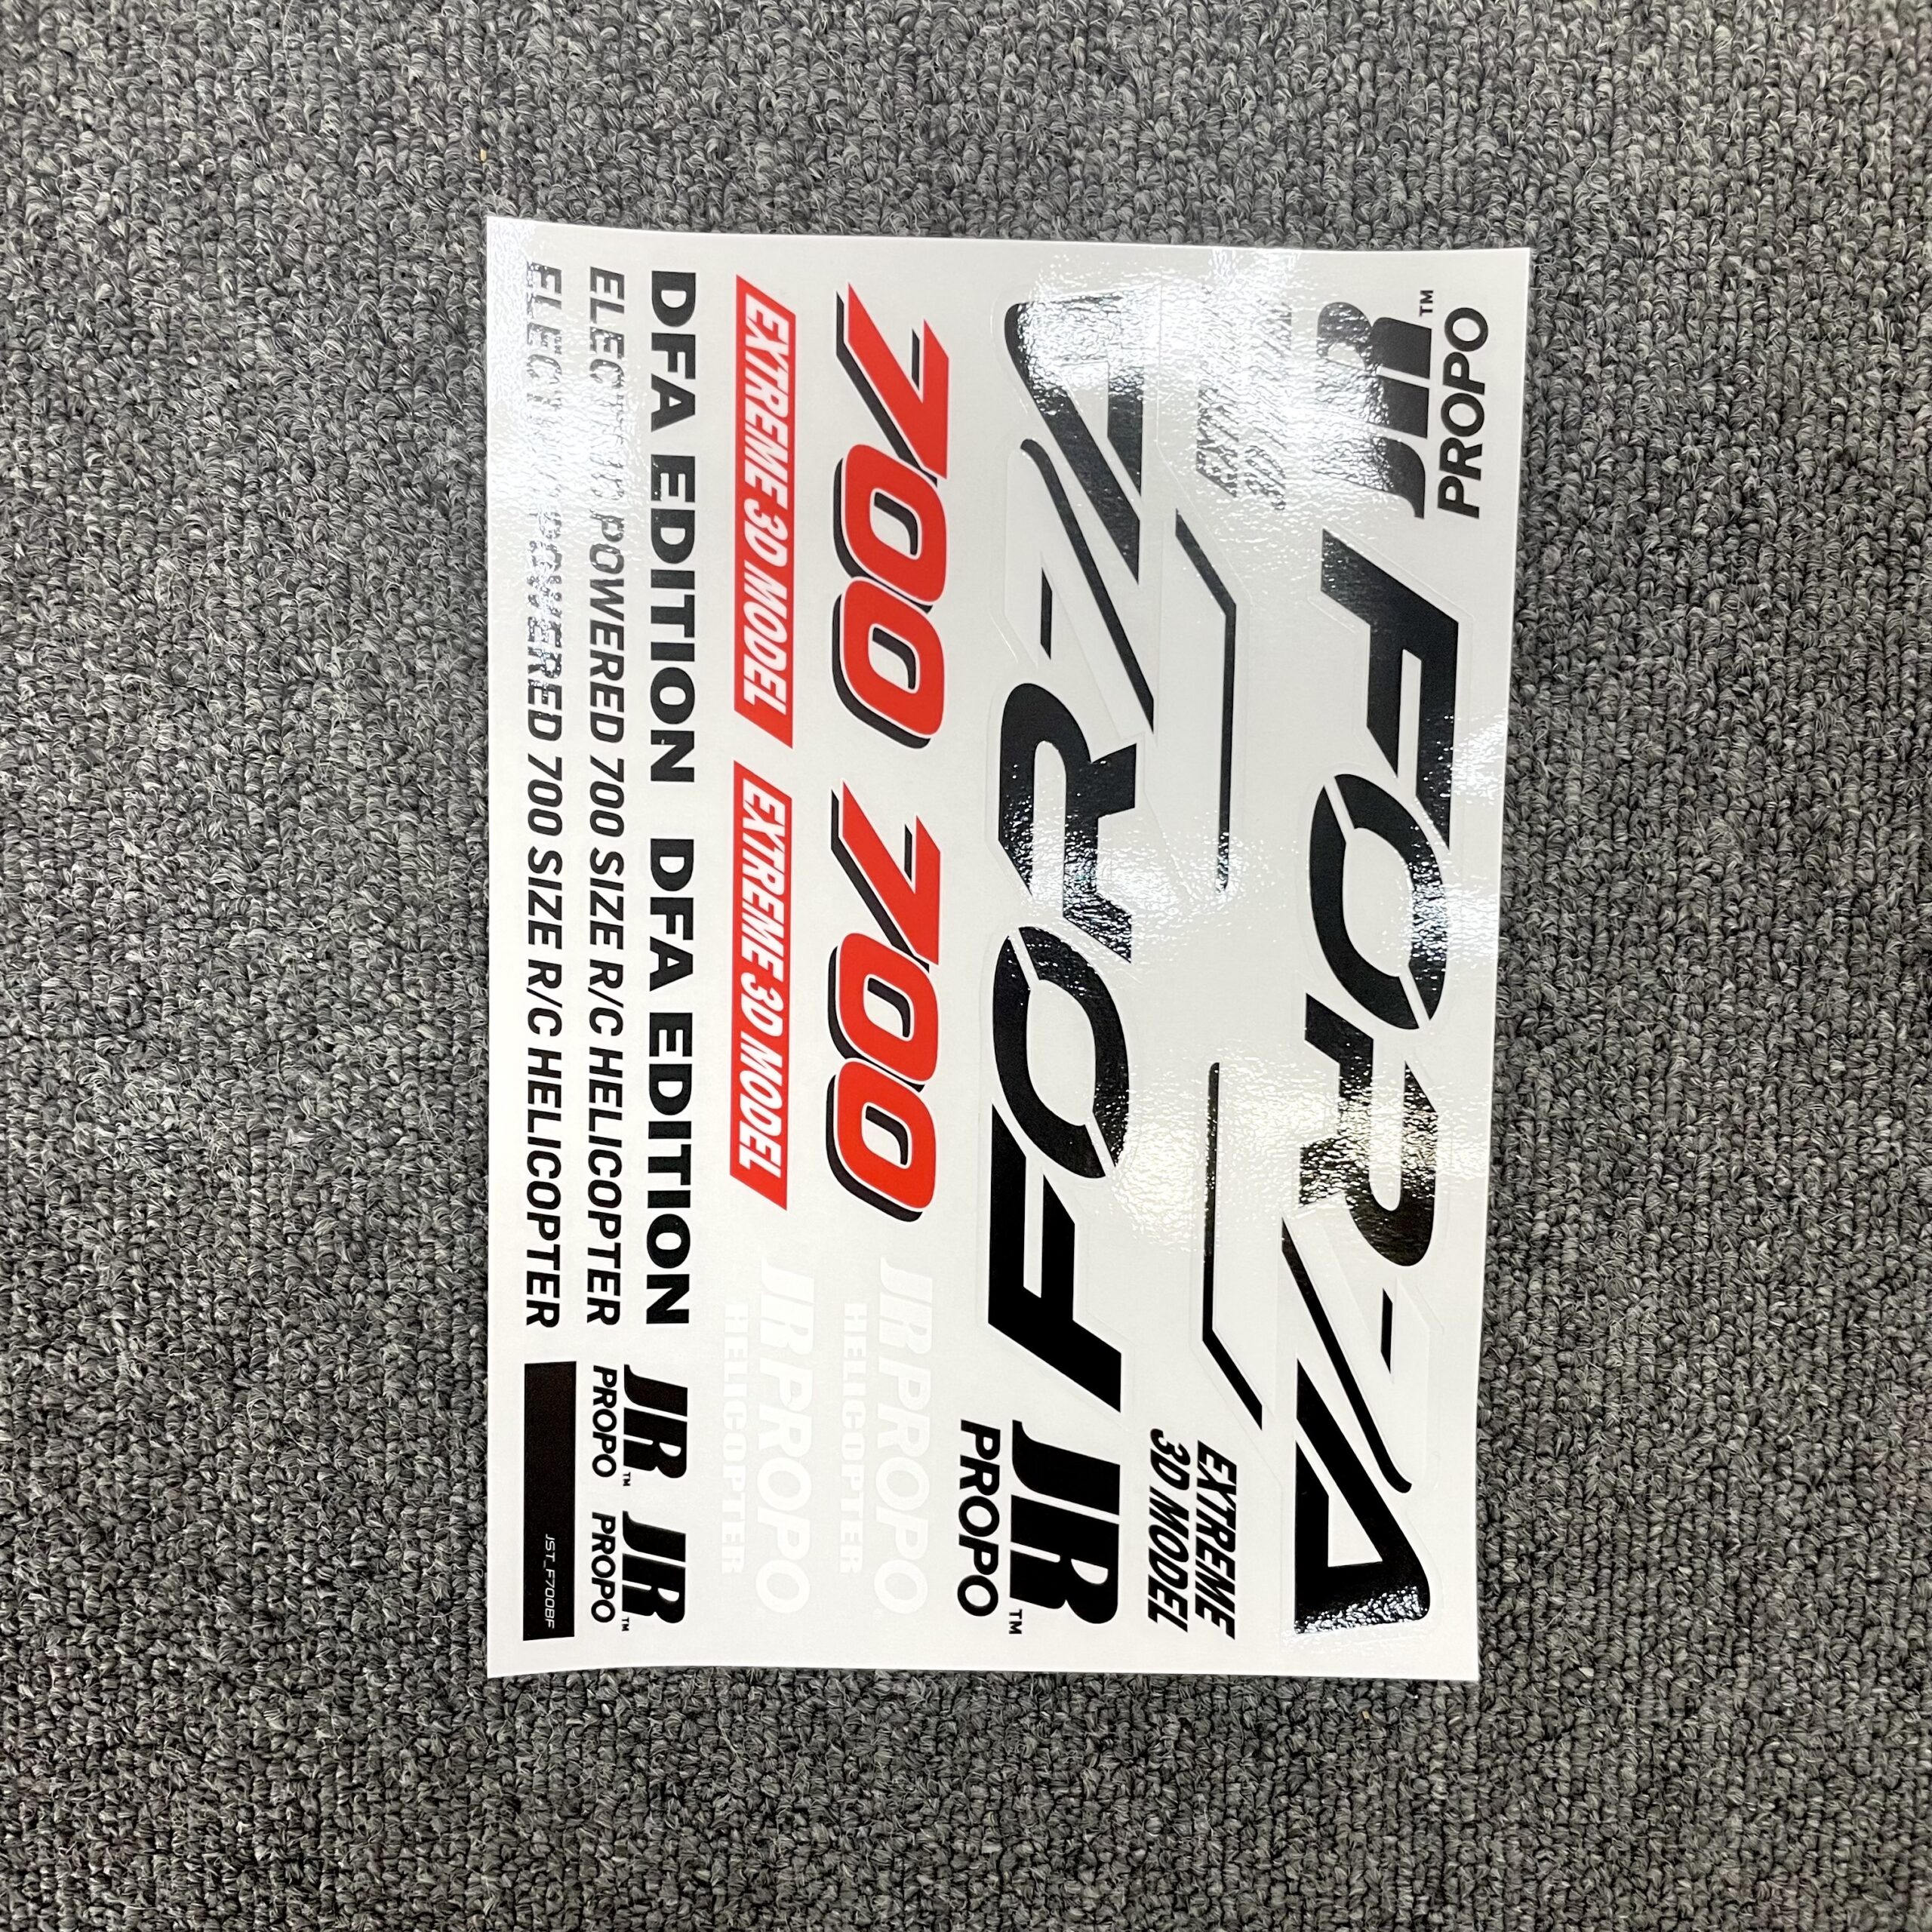 JR™
PROPO
FORZA
EXTREME
3D MODEL
FORZA
JR™
PROPO
700 700
JRPROPO
HELICOPTER
EXTREME 3D MODEL EXTREME 3D MODEL
JRPROPO
HELICOPTER
DFA EDITION DFA EDITION
JR™ JR™
PROPO PROPO
ELECTRIC POWERED 700 SIZE R/C HELICOPTER
ELECTRIC POWERED 700 SIZE R/C HELICOPTER
JST_F700BF